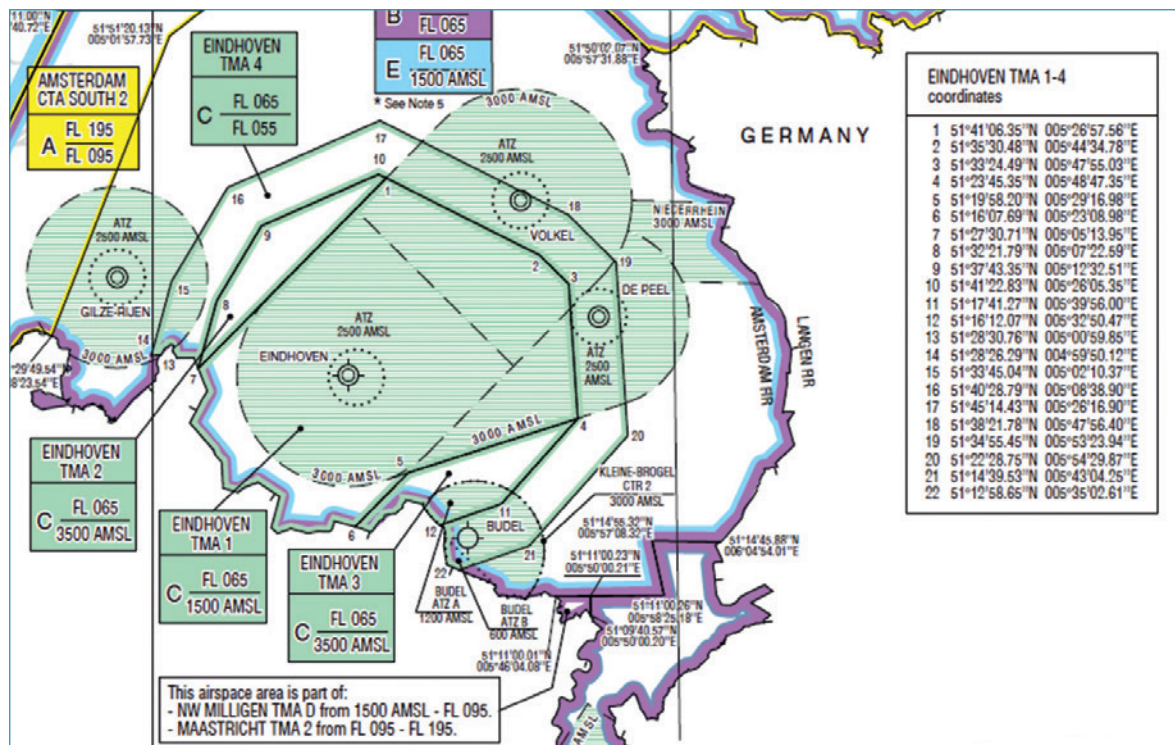 51°51'20.13"N
005°01'57.73"E
EINDHOVEN
TMA 4
C FL 065
FL 055
B FL 065
E FL 065
1500 AMSL
* See Note 5
51°50'02.07"N
005°57'31.88"E
AMSTERDAM
CTA SOUTH 2
A FL 195
FL 095
GERMANY
3000 AMSL
ATZ
2500 AMSL
VOLKEL
NIEDERRHEIN
3000 AMSL
DE PEEL
ATZ
2500
AMSL
ATZ
2500 AMSL
GILZE-RIJEN
3000 AMSL
ATZ
2500 AMSL
EINDHOVEN
3000 AMSL
3000 AMSL
AMSTERDAM FIR
LANGEN FIR
17
10
1
16
9
18
2
19
3
15
8
14
13
7
4
20
5
6
11
12
21
22
EINDHOVEN
TMA 2
C FL 065
3500 AMSL
EINDHOVEN
TMA 1
C FL 065
1500 AMSL
EINDHOVEN
TMA 3
C FL 065
3500 AMSL
KLEINE-BROGEL
CTR 2
3000 AMSL
BUDEL
BUDEL
ATZ A
1200 AMSL
BUDEL
ATZ B
600 AMSL
51°14'55.32"N
005°57'08.32"E
51°11'00.23"N
005°50'00.21"E
51°14'45.88"N
006°04'54.01"E
51°11'00.26"N
005°58'25.18"E
51°09'40.57"N
005°50'00.20"E
51°11'00.01"N
005°46'04.08"E
This airspace area is part of:
- NW MILLIGEN TMA D from 1500 AMSL - FL 095.
- MAASTRICHT TMA 2 from FL 095 - FL 195.
AMSL
EINDHOVEN TMA 1-4
coordinates
1 51°41'06.35"N 005°26'57.56"E
2 51°35'30.48"N 005°44'34.78"E
3 51°33'24.49"N 005°47'55.03"E
4 51°23'45.35"N 005°48'47.35"E
5 51°19'58.20"N 005°29'16.98"E
6 51°16'07.69"N 005°23'08.98"E
7 51°27'30.71"N 005°05'13.95"E
8 51°32'21.79"N 005°07'22.59"E
9 51°37'43.35"N 005°12'32.51"E
10 51°41'22.83"N 005°26'05.35"E
11 51°17'41.27"N 005°39'56.00"E
12 51°16'12.07"N 005°32'50.47"E
13 51°28'30.76"N 005°00'59.85"E
14 51°28'26.29"N 004°59'50.12"E
15 51°33'45.04"N 005°02'10.37"E
16 51°40'28.79"N 005°08'38.90"E
17 51°45'14.43"N 005°26'16.90"E
18 51°38'21.78"N 005°47'56.40"E
19 51°34'55.45"N 005°53'23.94"E
20 51°22'28.75"N 005°54'29.87"E
21 51°14'39.53"N 005°43'04.25"E
22 51°12'58.65"N 005°35'02.61"E